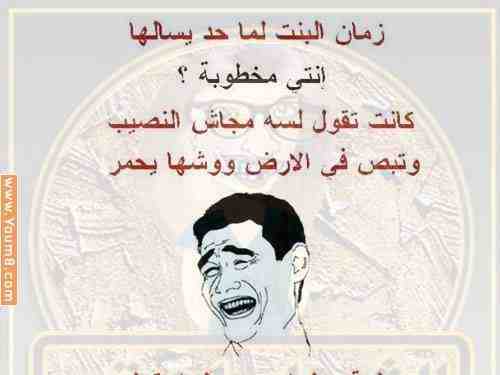 زمان البنت لما حد يسالها
إنتي مخطوبة ؟
كانت تقول لسه مجاش النصيب
وتبص في الارض ووشها يحمر
www.Youm8.com